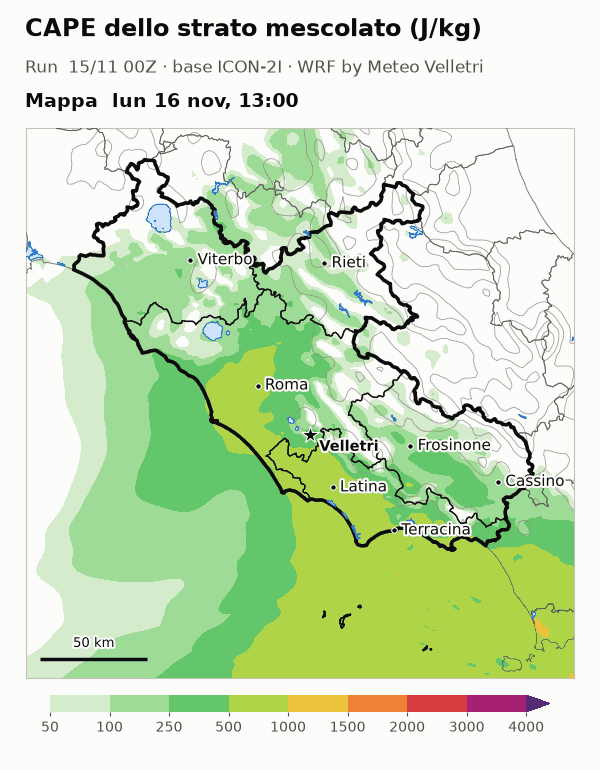 CAPE dello strato mescolato (J/kg)
Run  15/11 00Z · base ICON-2I · WRF by Meteo Velletri
Mappa  lun 16 nov, 13:00
Viterbo
Rieti
Roma
Velletri
Frosinone
Cassino
Latina
Terracina
50 km
50 100 250 500 1000 1500 2000 3000 4000